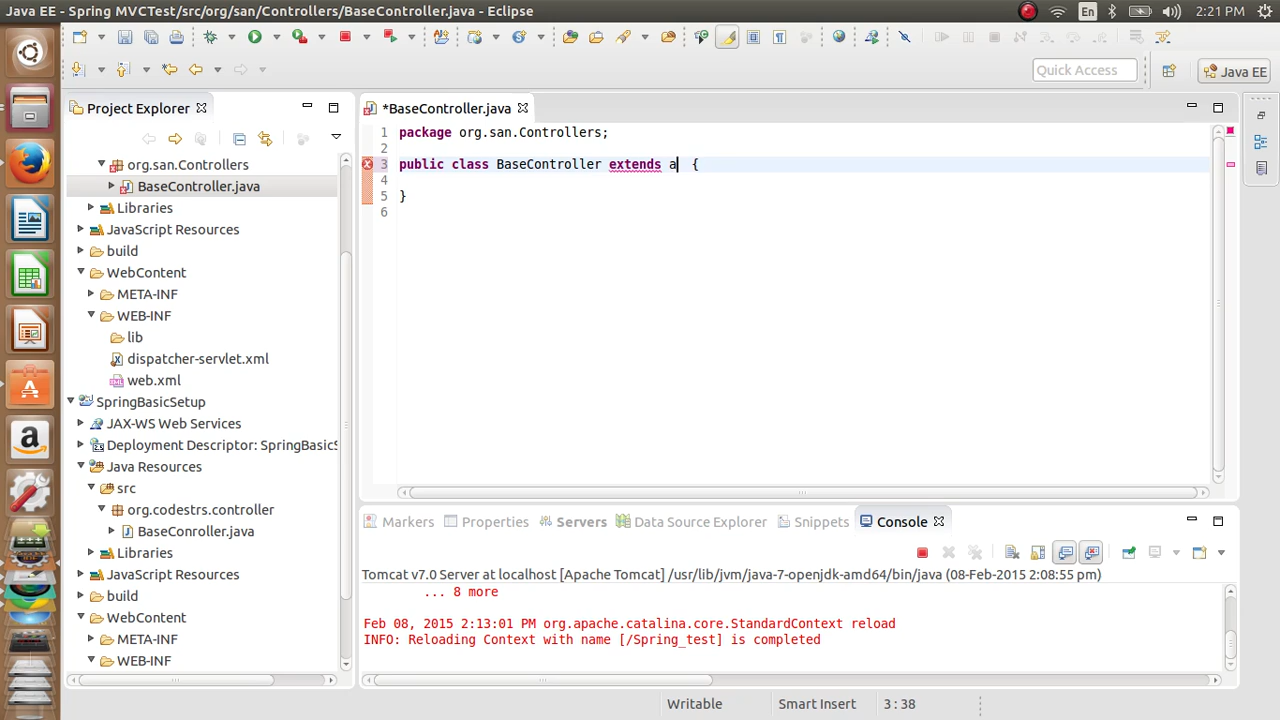 Java EE - Spring MVCTest/src/org/san/Controllers/BaseController.java - Eclipse
En
2:21 PM
Quick Access
Java EE
Project Explorer
org.san.Controllers
BaseController.java
Libraries
JavaScript Resources
build
WebContent
META-INF
WEB-INF
lib
dispatcher-servlet.xml
web.xml
SpringBasicSetup
JAX-WS Web Services
Deployment Descriptor: SpringBasicS
Java Resources
src
org.codestrs.controller
BaseConroller.java
Libraries
JavaScript Resources
build
WebContent
META-INF
WEB-INF
*BaseController.java
1 package org.san.Controllers;
2
3 public class BaseController extends a {
4
5 }
6
Markers
Properties
Servers
Data Source Explorer
Snippets
Console
Tomcat v7.0 Server at localhost [Apache Tomcat] /usr/lib/jvm/java-7-openjdk-amd64/bin/java (08-Feb-2015 2:08:55 pm)
... 8 more
Feb 08, 2015 2:13:01 PM org.apache.catalina.core.StandardContext reload
INFO: Reloading Context with name [/Spring_test] is completed
Writable
Smart Insert
3 : 38